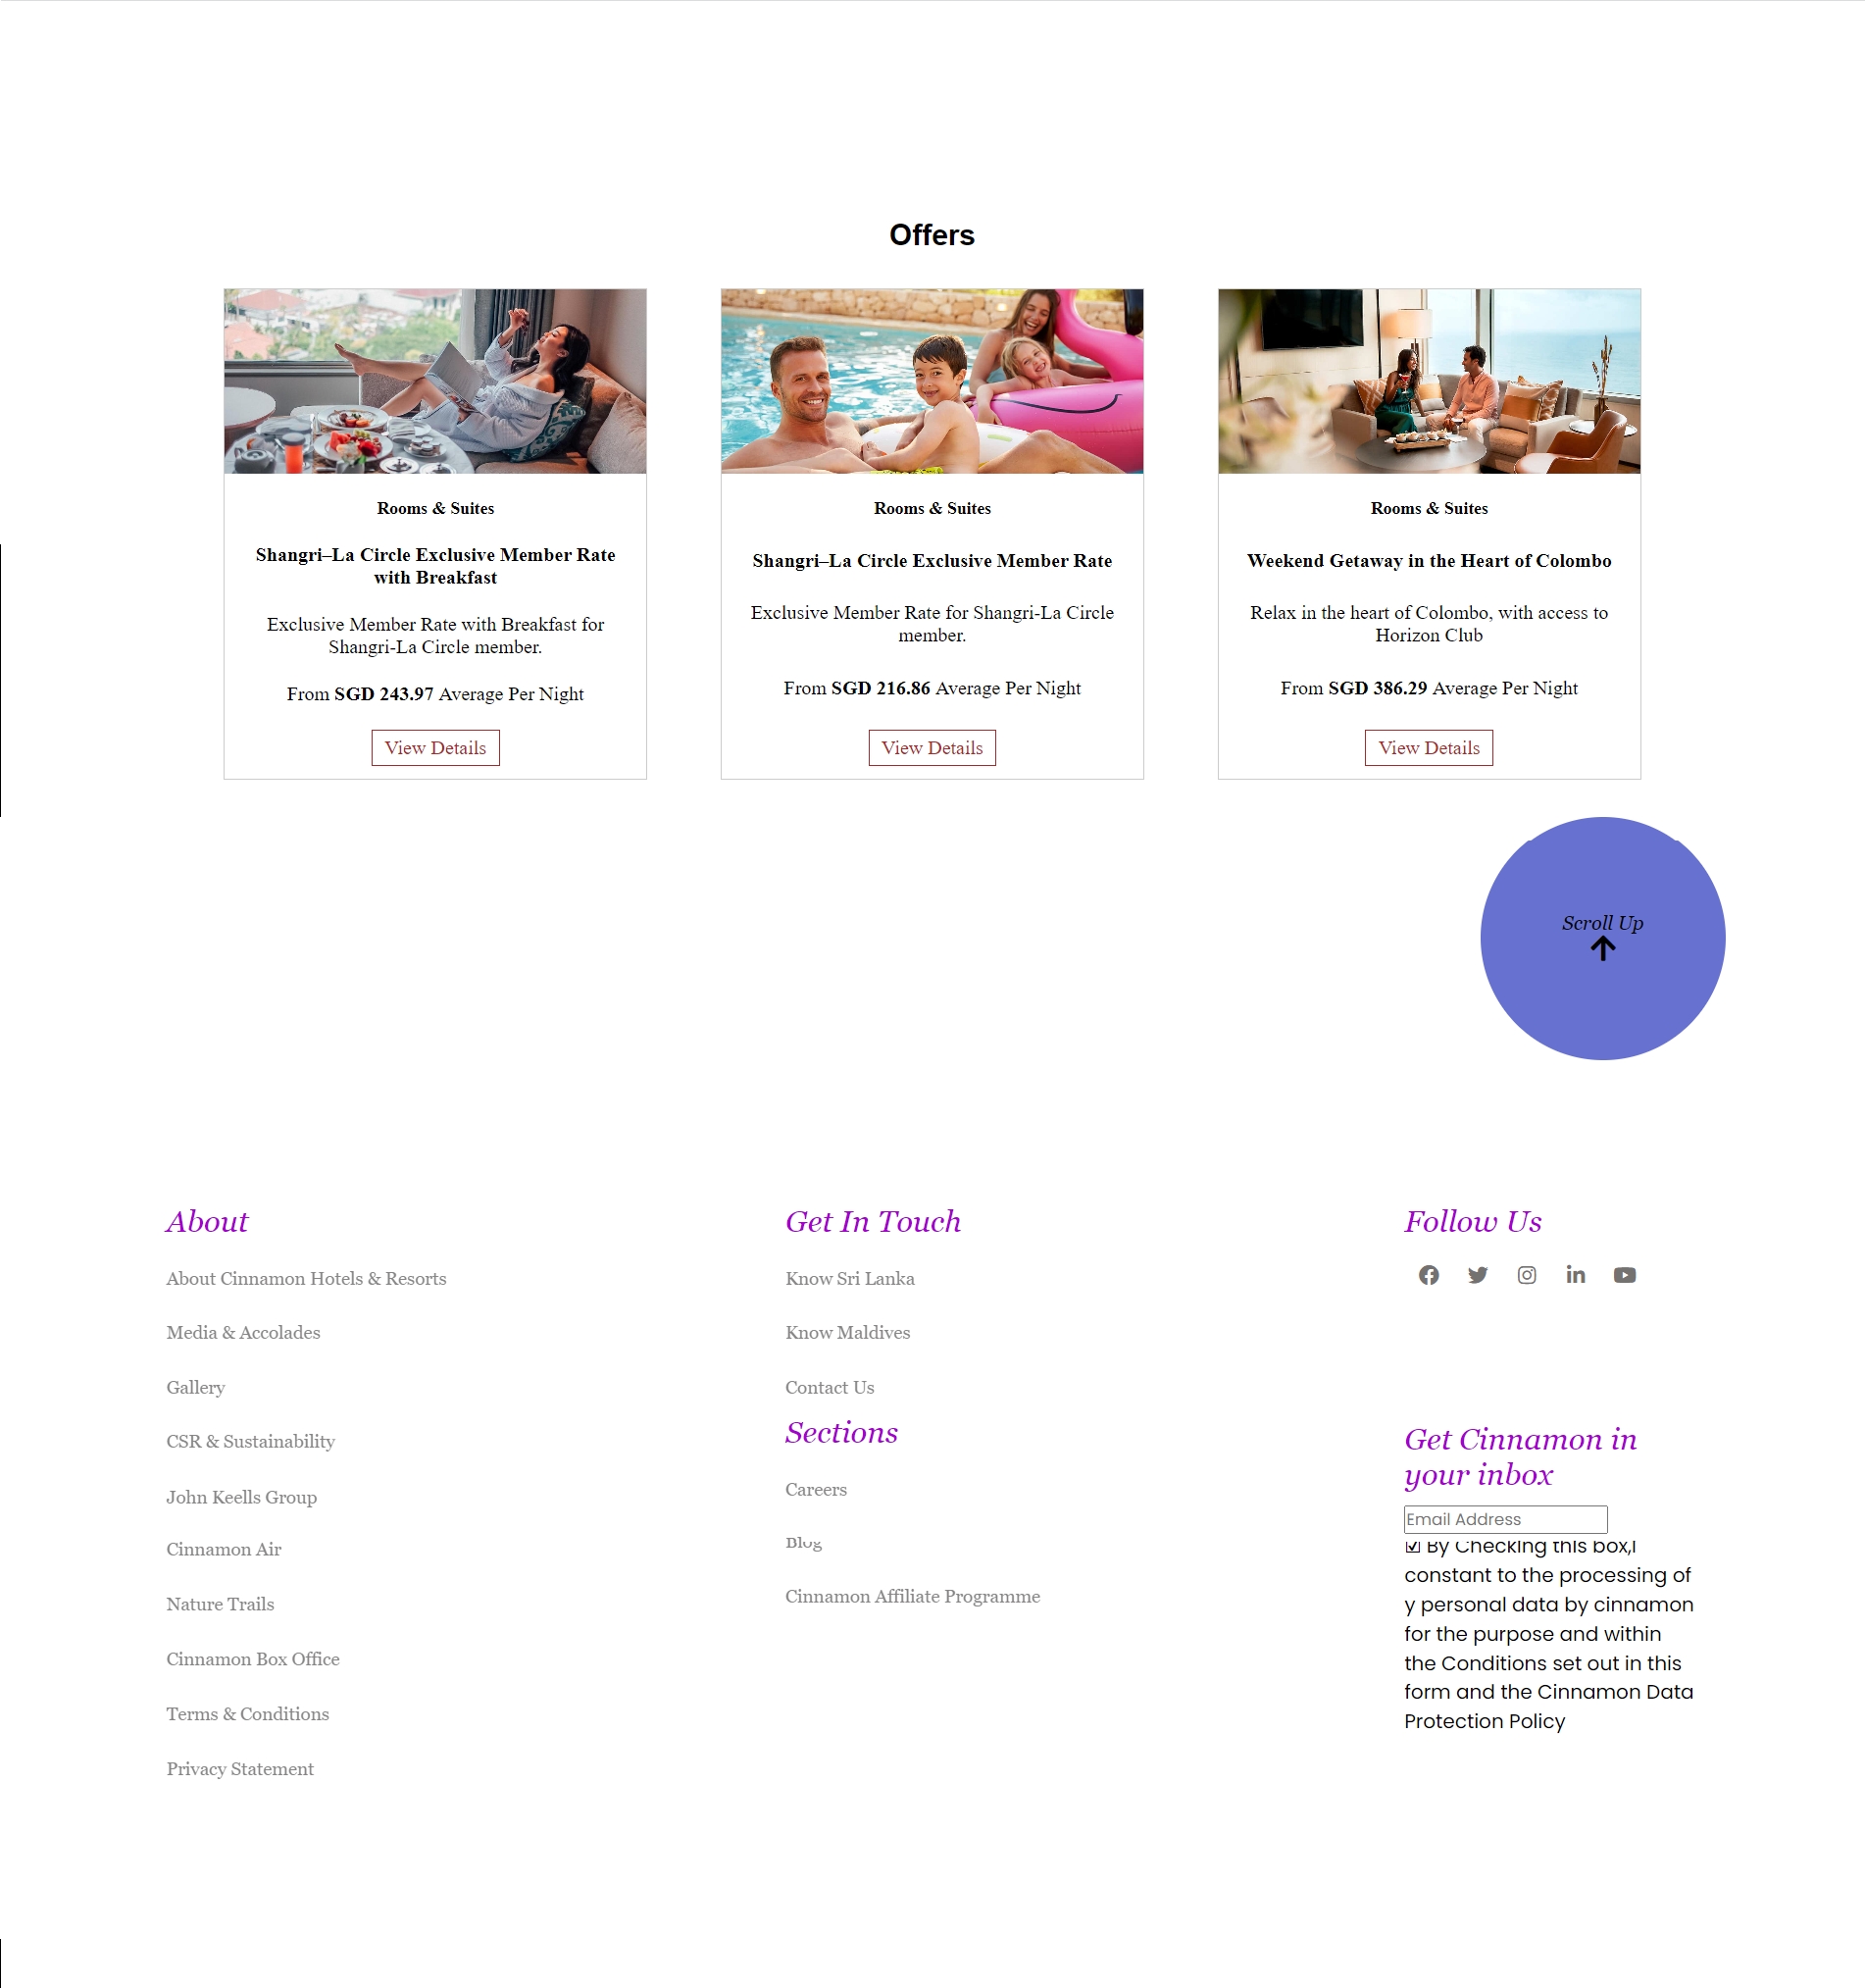 Offers
Rooms & Suites
Shangri–La Circle Exclusive Member Rate
with Breakfast
Exclusive Member Rate with Breakfast for
Shangri-La Circle member.
From SGD 243.97 Average Per Night
View Details
Rooms & Suites
Shangri–La Circle Exclusive Member Rate
Exclusive Member Rate for Shangri-La Circle
member.
From SGD 216.86 Average Per Night
View Details
Rooms & Suites
Weekend Getaway in the Heart of Colombo
Relax in the heart of Colombo, with access to
Horizon Club
From SGD 386.29 Average Per Night
View Details
Scroll Up
About
About Cinnamon Hotels & Resorts
Media & Accolades
Gallery
CSR & Sustainability
John Keells Group
Cinnamon Air
Nature Trails
Cinnamon Box Office
Terms & Conditions
Privacy Statement
Get In Touch
Know Sri Lanka
Know Maldives
Contact Us
Sections
Careers
Blog
Cinnamon Affiliate Programme
Follow Us
Get Cinnamon in
your inbox
Email Address
By Checking this box,I
constant to the processing of
y personal data by cinnamon
for the purpose and within
the Conditions set out in this
form and the Cinnamon Data
Protection Policy